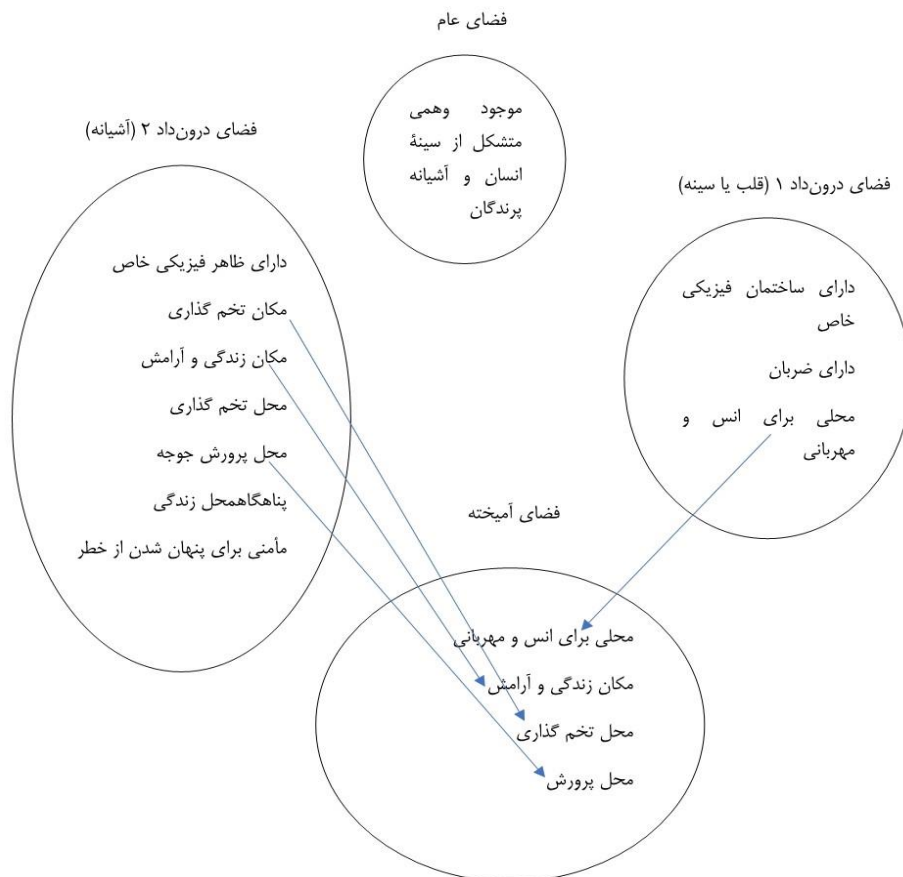 فضای عام
موجود وهمی
متشکل از سینهٔ
انسان و آشیانه
پرندگان
فضای درون‌داد ۱ (قلب یا سینه)
دارای ساختمان فیزیکی
خاص
دارای ضربان
محلی برای انس و
مهربانی
فضای درون‌داد ۲ (آشیانه)
دارای ظاهر فیزیکی خاص
مکان تخم گذاری
مکان زندگی و آرامش
محل تخم گذاری
محل پرورش جوجه
پناهگاهمحل زندگی
مأمنی برای پنهان شدن از خطر
فضای آمیخته
محلی برای انس و مهربانی
مکان زندگی و آرامش
محل تخم گذاری
محل پرورش